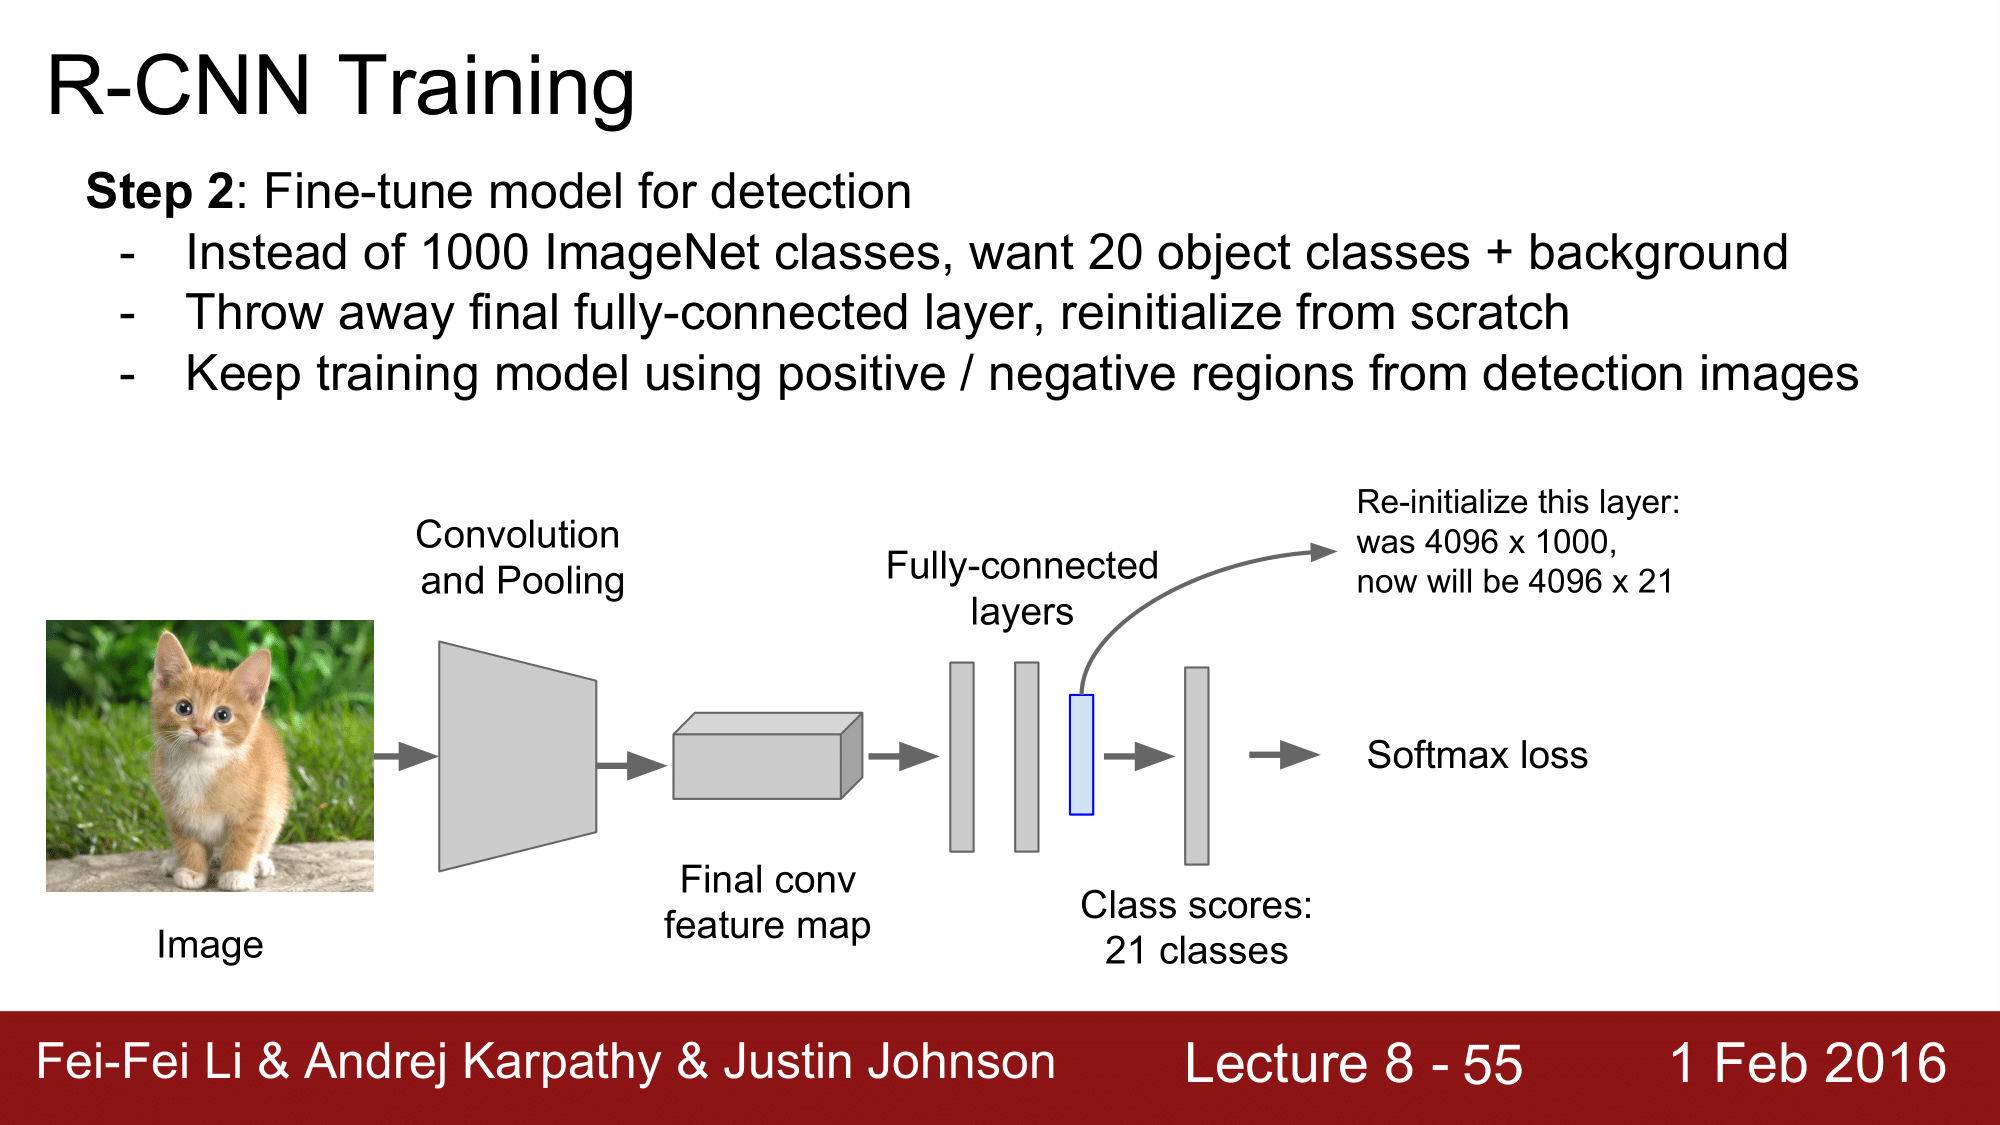 R-CNN Training
Step 2: Fine-tune model for detection
- Instead of 1000 ImageNet classes, want 20 object classes + background
- Throw away final fully-connected layer, reinitialize from scratch
- Keep training model using positive / negative regions from detection images
Re-initialize this layer:
was 4096 x 1000,
now will be 4096 x 21
Convolution
and Pooling
Fully-connected
layers
Softmax loss
Final conv
feature map
Class scores:
21 classes
Image
Fei-Fei Li & Andrej Karpathy & Justin Johnson
Lecture 8 - 55
1 Feb 2016